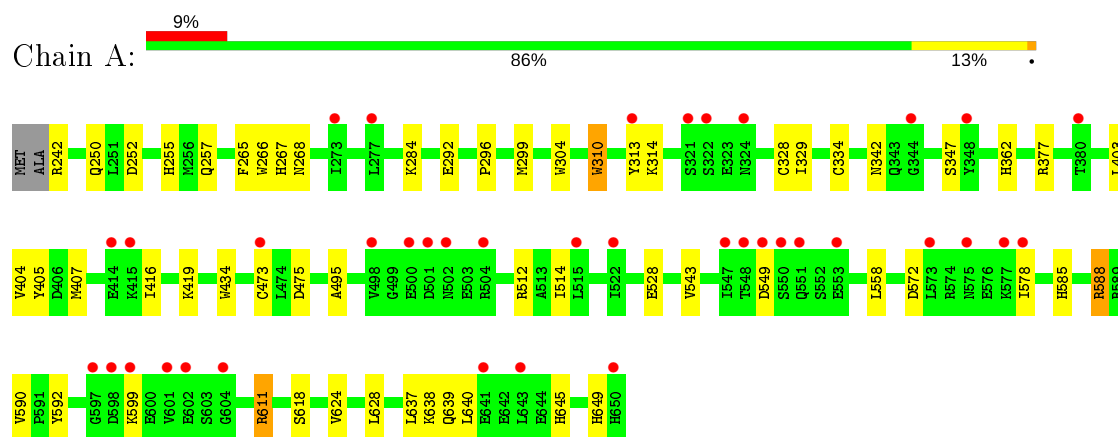 9%
Chain A:
86% 13% •
MET ALA R242 Q250 L251 D252 H255 M256 Q257 F265 W266 H267 N268 I273 L277 K284 E292 P296 M299 W304 W310 Y313 K314 S321 S322 E323 N324 C328 I329 C334 N342 Q343 G344 S347 Y348 H362 R377 T380
V404 Y405 D406 M407 E414 K415 I416 K419 W434 C473 L474 D475 A495 V498 G499 E500 D501 N502 E503 R504 R512 A513 I514 L515 I522 E528 V543 I547 T548 D549 S550 Q551 S552 E553 L558 D572 L573 R574 N575 E576 K577 I578 H585 R588
V590 P591 Y592 G597 D598 K599 E600 V601 E602 S603 G604 R611 S618 V624 L628 L637 K638 Q639 L640 E641 E642 L643 E644 H645 H649 H650